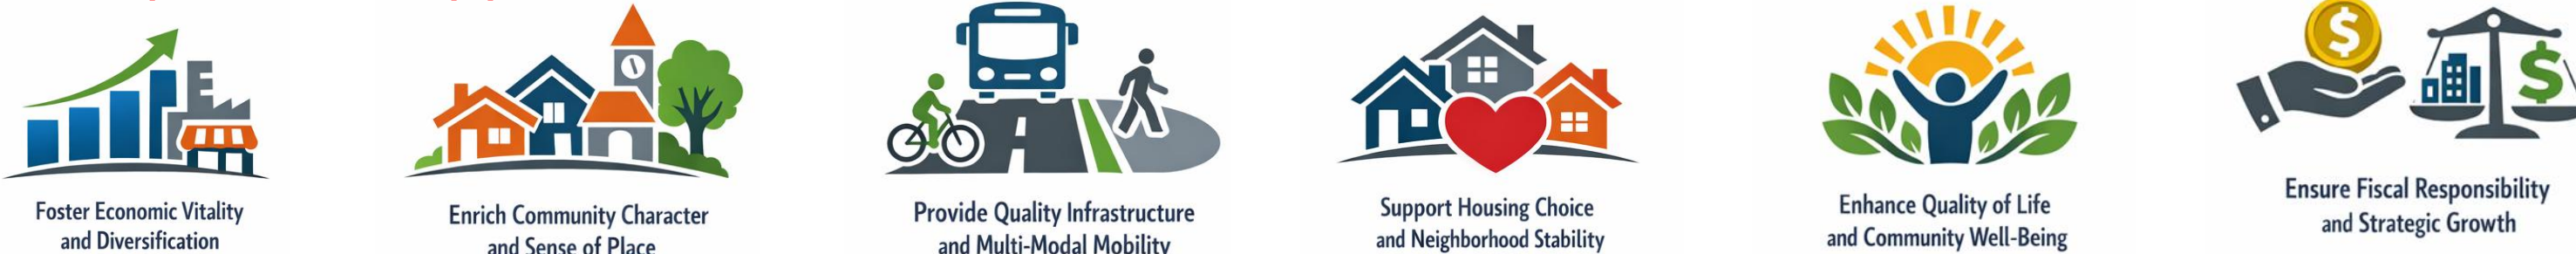 Foster Economic Vitality
and Diversification
Enrich Community Character
and Sense of Place
Provide Quality Infrastructure
and Multi-Modal Mobility
Support Housing Choice
and Neighborhood Stability
Enhance Quality of Life
and Community Well-Being
$
$
Ensure Fiscal Responsibility
and Strategic Growth